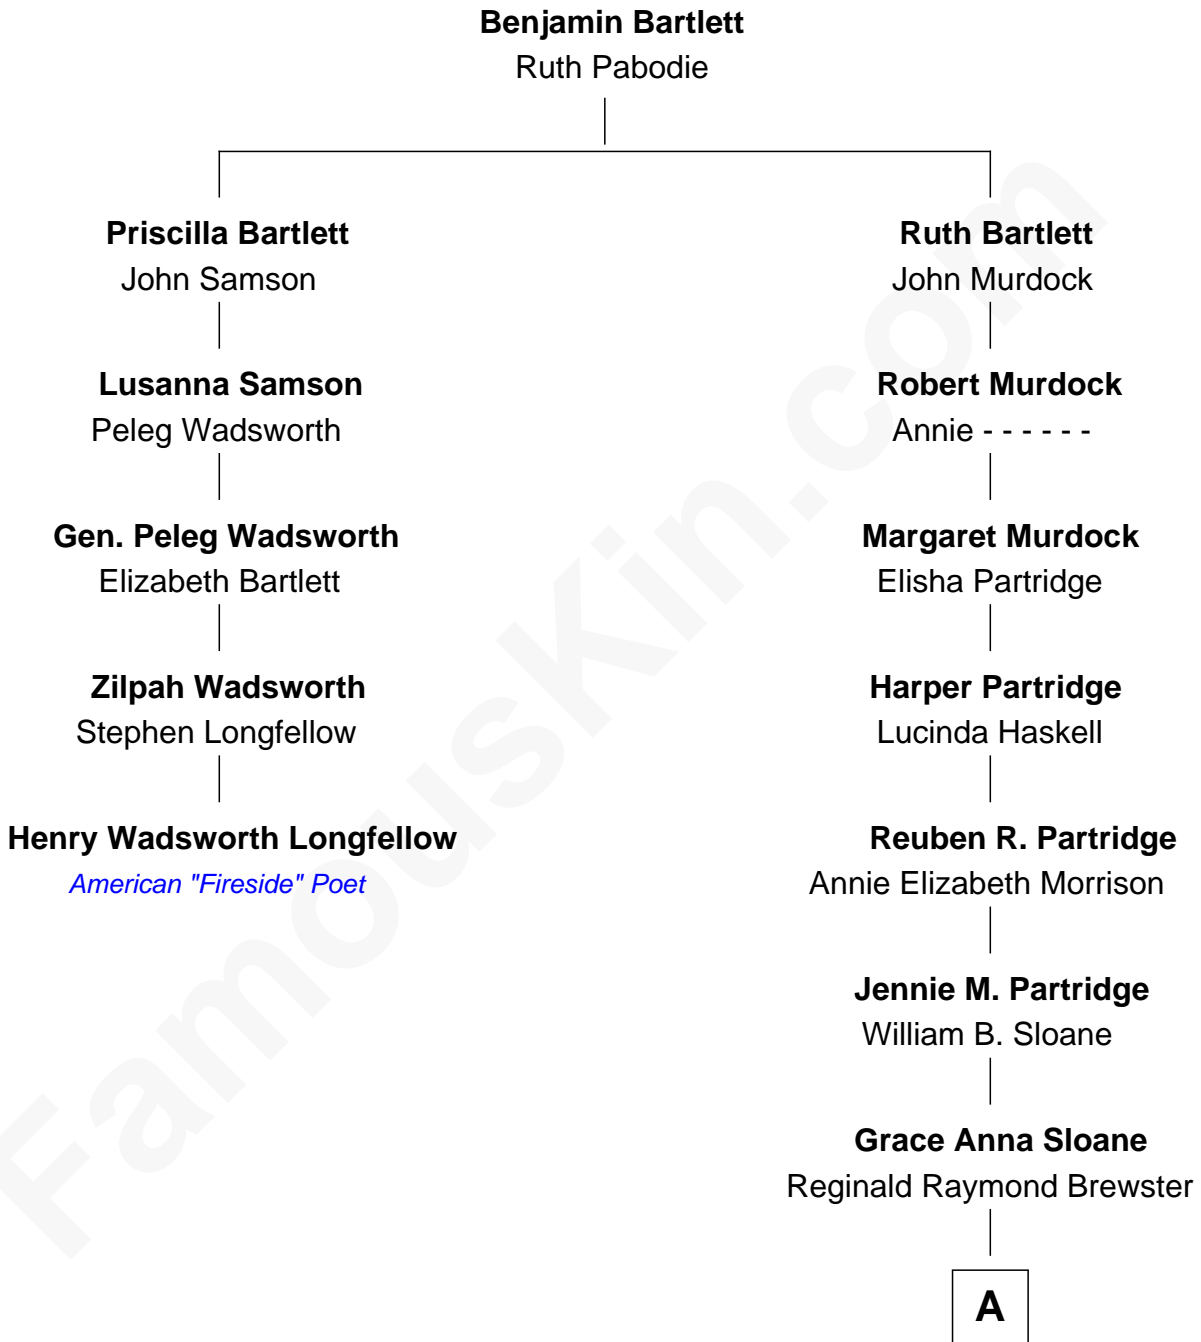 Benjamin Bartlett
Ruth Pabodie
Priscilla Bartlett
John Samson
Ruth Bartlett
John Murdock
Lusanna Samson
Peleg Wadsworth
Robert Murdock
Annie - - - - - -
Gen. Peleg Wadsworth
Elizabeth Bartlett
Margaret Murdock
Elisha Partridge
Zilpah Wadsworth
Stephen Longfellow
Harper Partridge
Lucinda Haskell
Henry Wadsworth Longfellow
American "Fireside" Poet
Reuben R. Partridge
Annie Elizabeth Morrison
Jennie M. Partridge
William B. Sloane
Grace Anna Sloane
Reginald Raymond Brewster
A
FamousKin.com